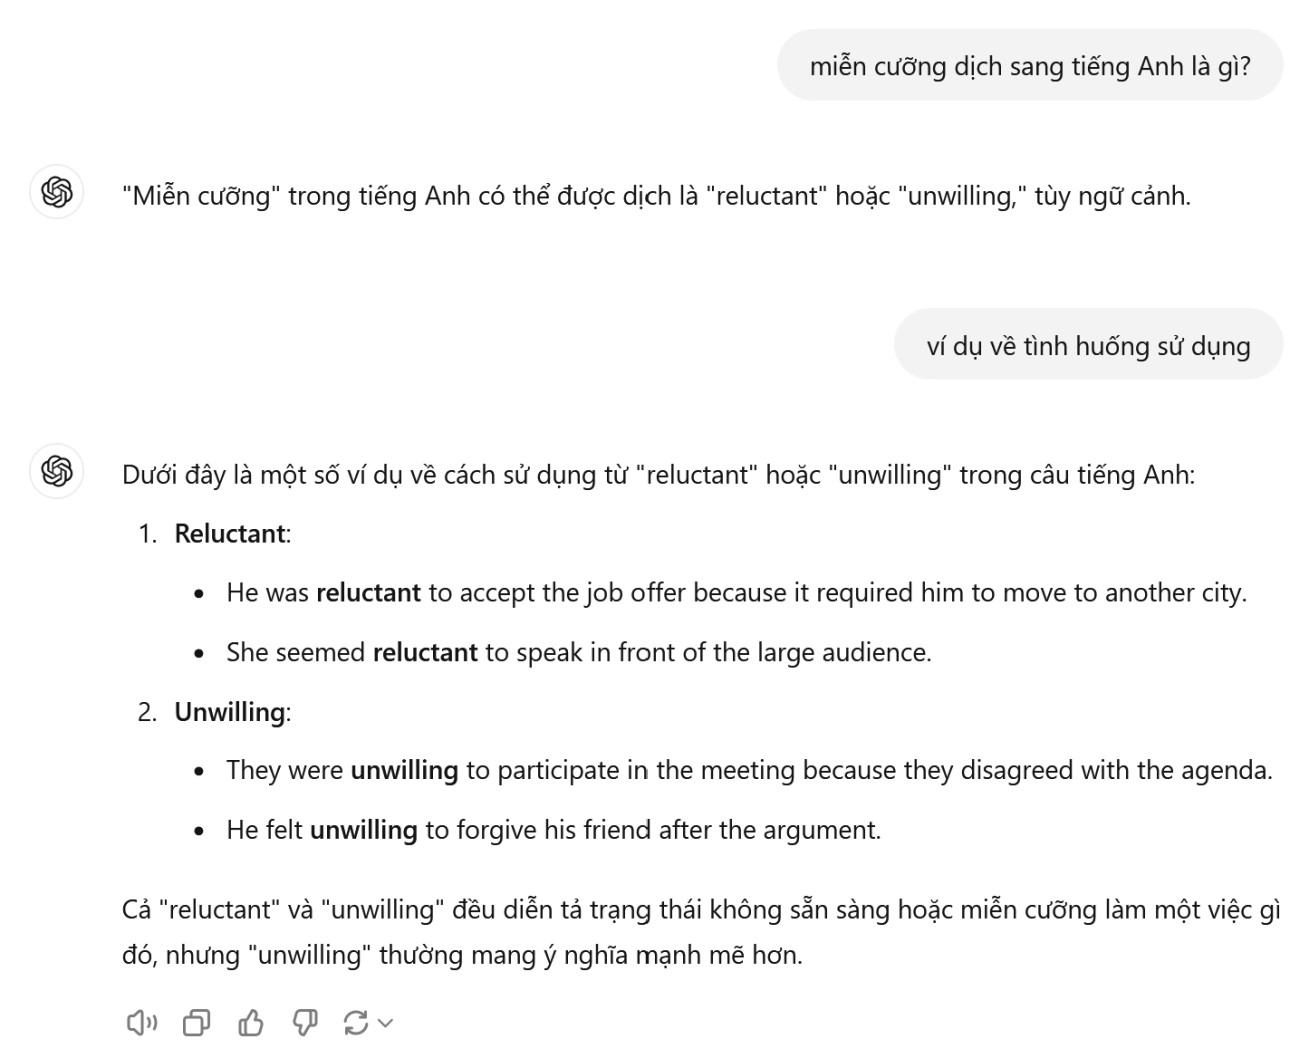 miễn cưỡng dịch sang tiếng Anh là gì?
"Miễn cưỡng" trong tiếng Anh có thể được dịch là "reluctant" hoặc "unwilling," tùy ngữ cảnh.
ví dụ về tình huống sử dụng
Dưới đây là một số ví dụ về cách sử dụng từ "reluctant" hoặc "unwilling" trong câu tiếng Anh:
1. Reluctant:
• He was reluctant to accept the job offer because it required him to move to another city.
• She seemed reluctant to speak in front of the large audience.
2. Unwilling:
• They were unwilling to participate in the meeting because they disagreed with the agenda.
• He felt unwilling to forgive his friend after the argument.
Cả "reluctant" và "unwilling" đều diễn tả trạng thái không sẵn sàng hoặc miễn cưỡng làm một việc gì
đó, nhưng "unwilling" thường mang ý nghĩa mạnh mẽ hơn.